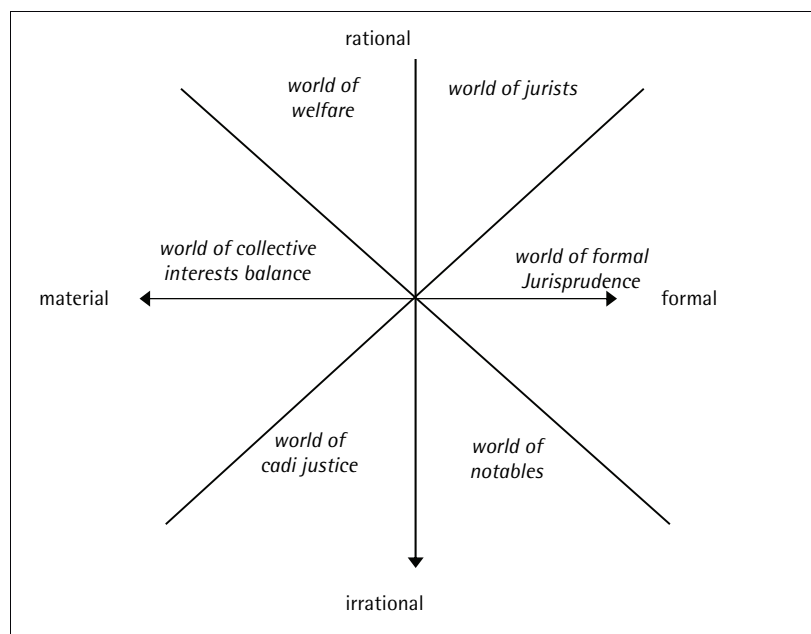 rational
world of
welfare
world of jurists
world of collective
interests balance
world of formal
Jurisprudence
material
formal
world of
cadi justice
world of
notables
irrational